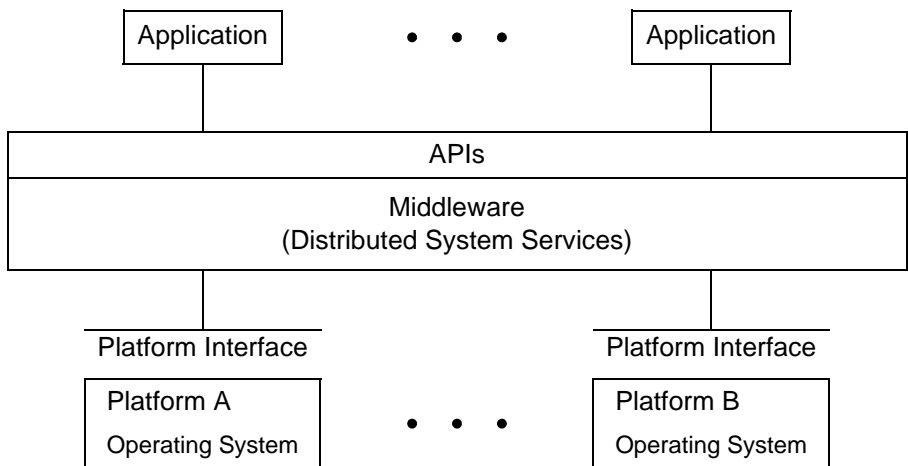 Application
Application
APIs
Middleware
(Distributed System Services)
Platform Interface
Platform Interface
Platform A
Operating System
Platform B
Operating System